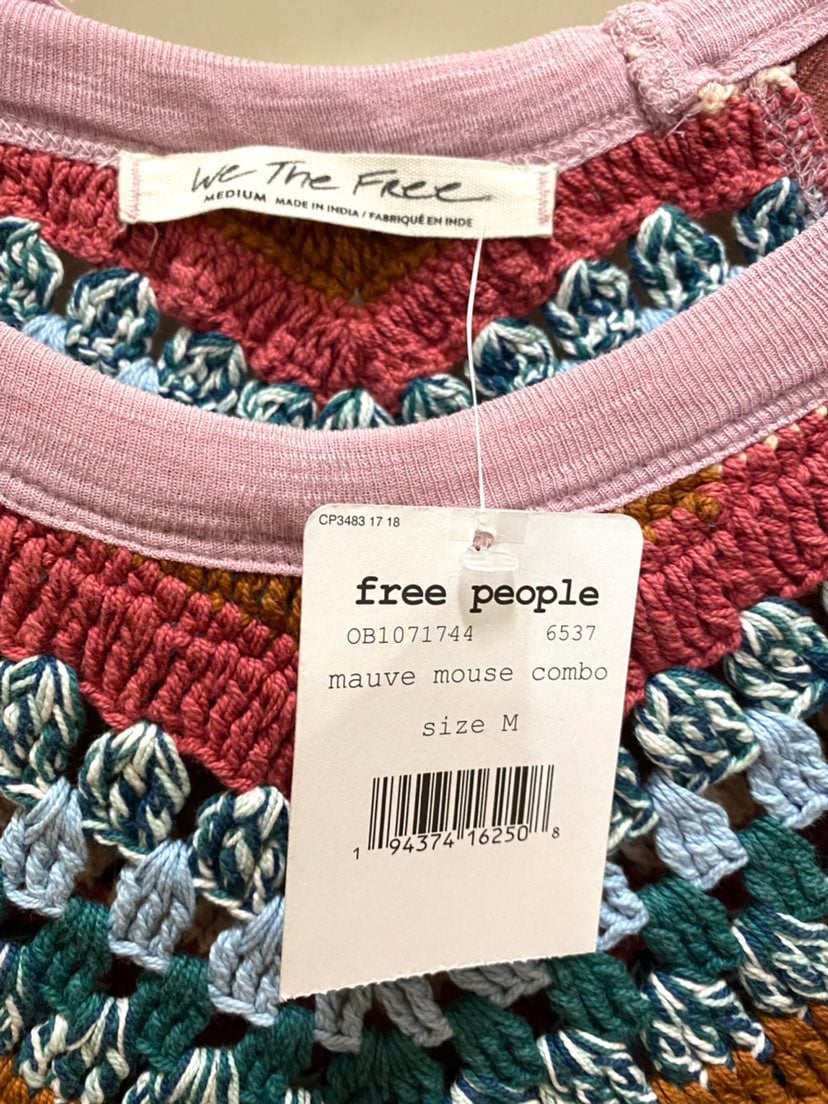 We The Free
MEDIUM MADE IN INDIA / FABRIQUÉ EN INDE
CP3483 17 18
free people
OB1071744 6537
mauve mouse combo
size M
1 94374 16250 8